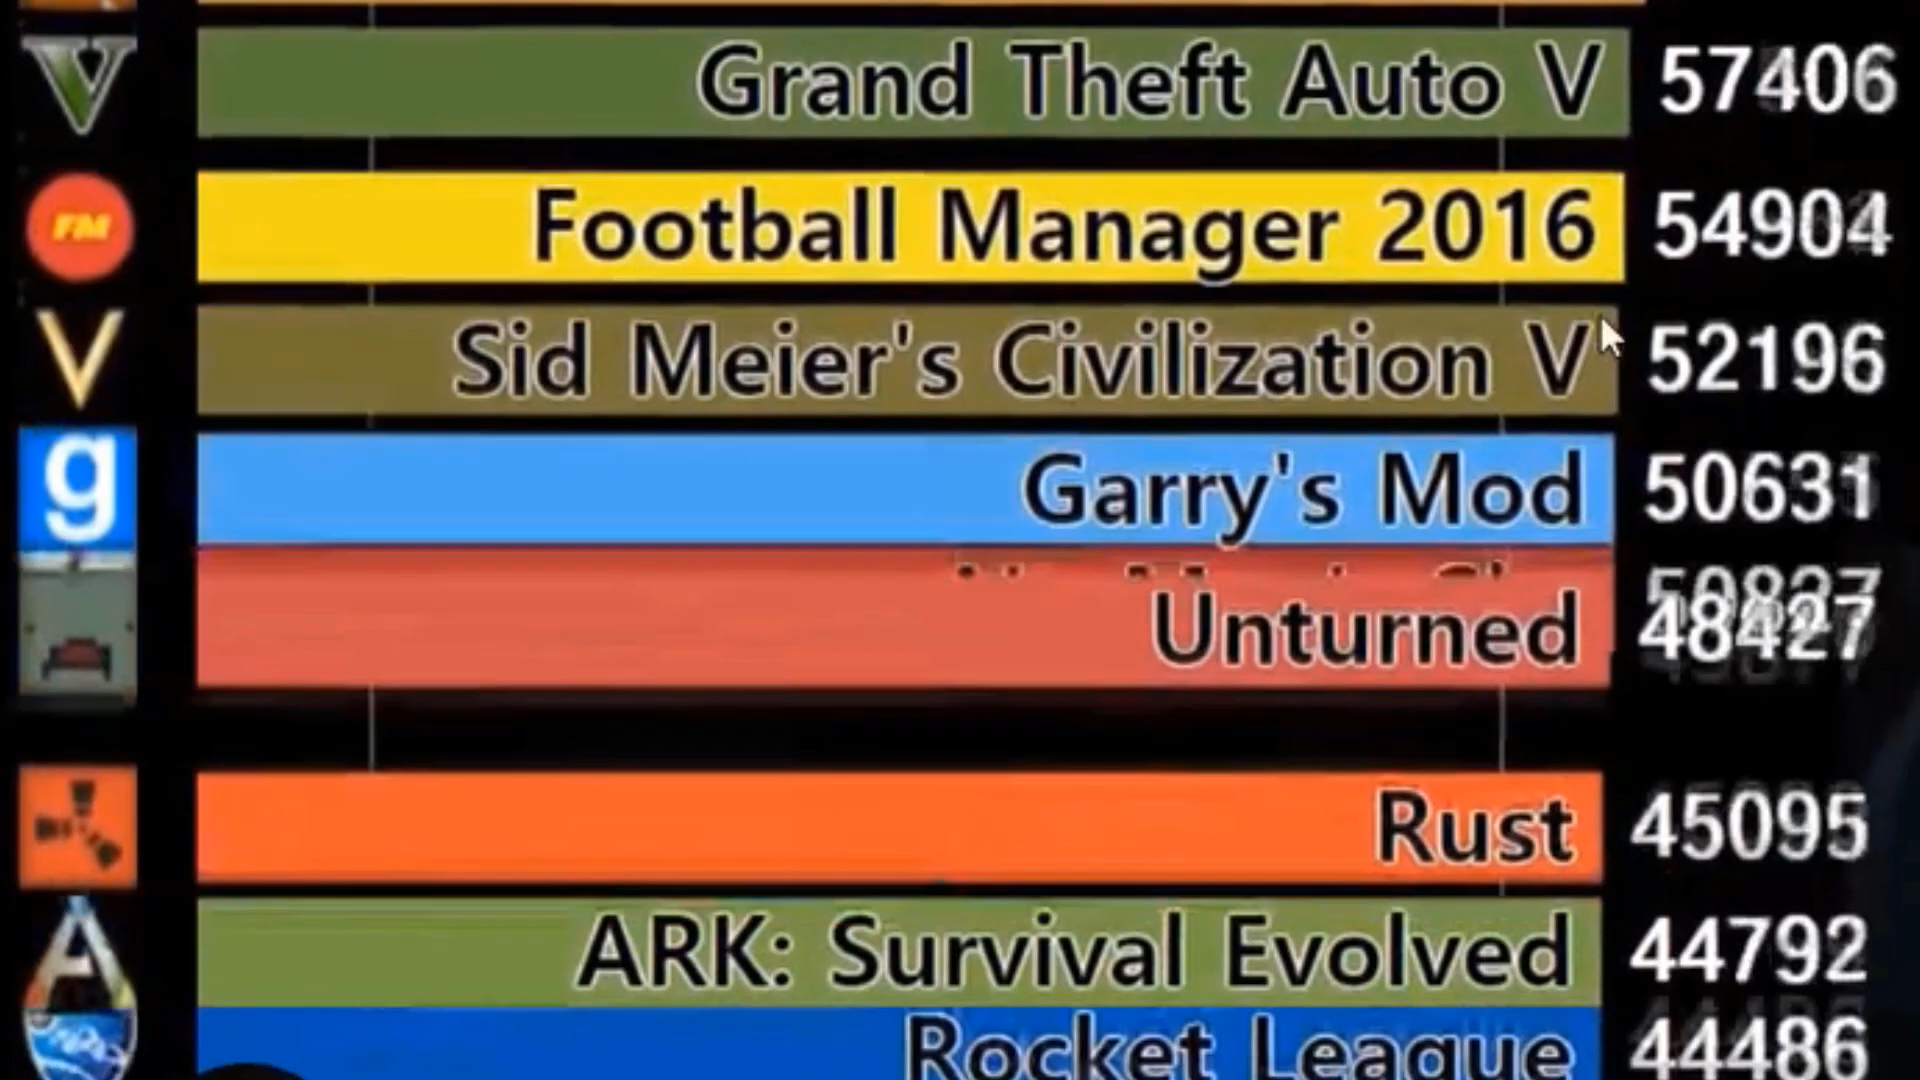 Grand Theft Auto V 57406
FM Football Manager 2016 54904
V Sid Meier's Civilization V 52196
g Garry's Mod 50631
Unturned 48427
Rust 45095
ARK: Survival Evolved 44792
Rocket League 44486